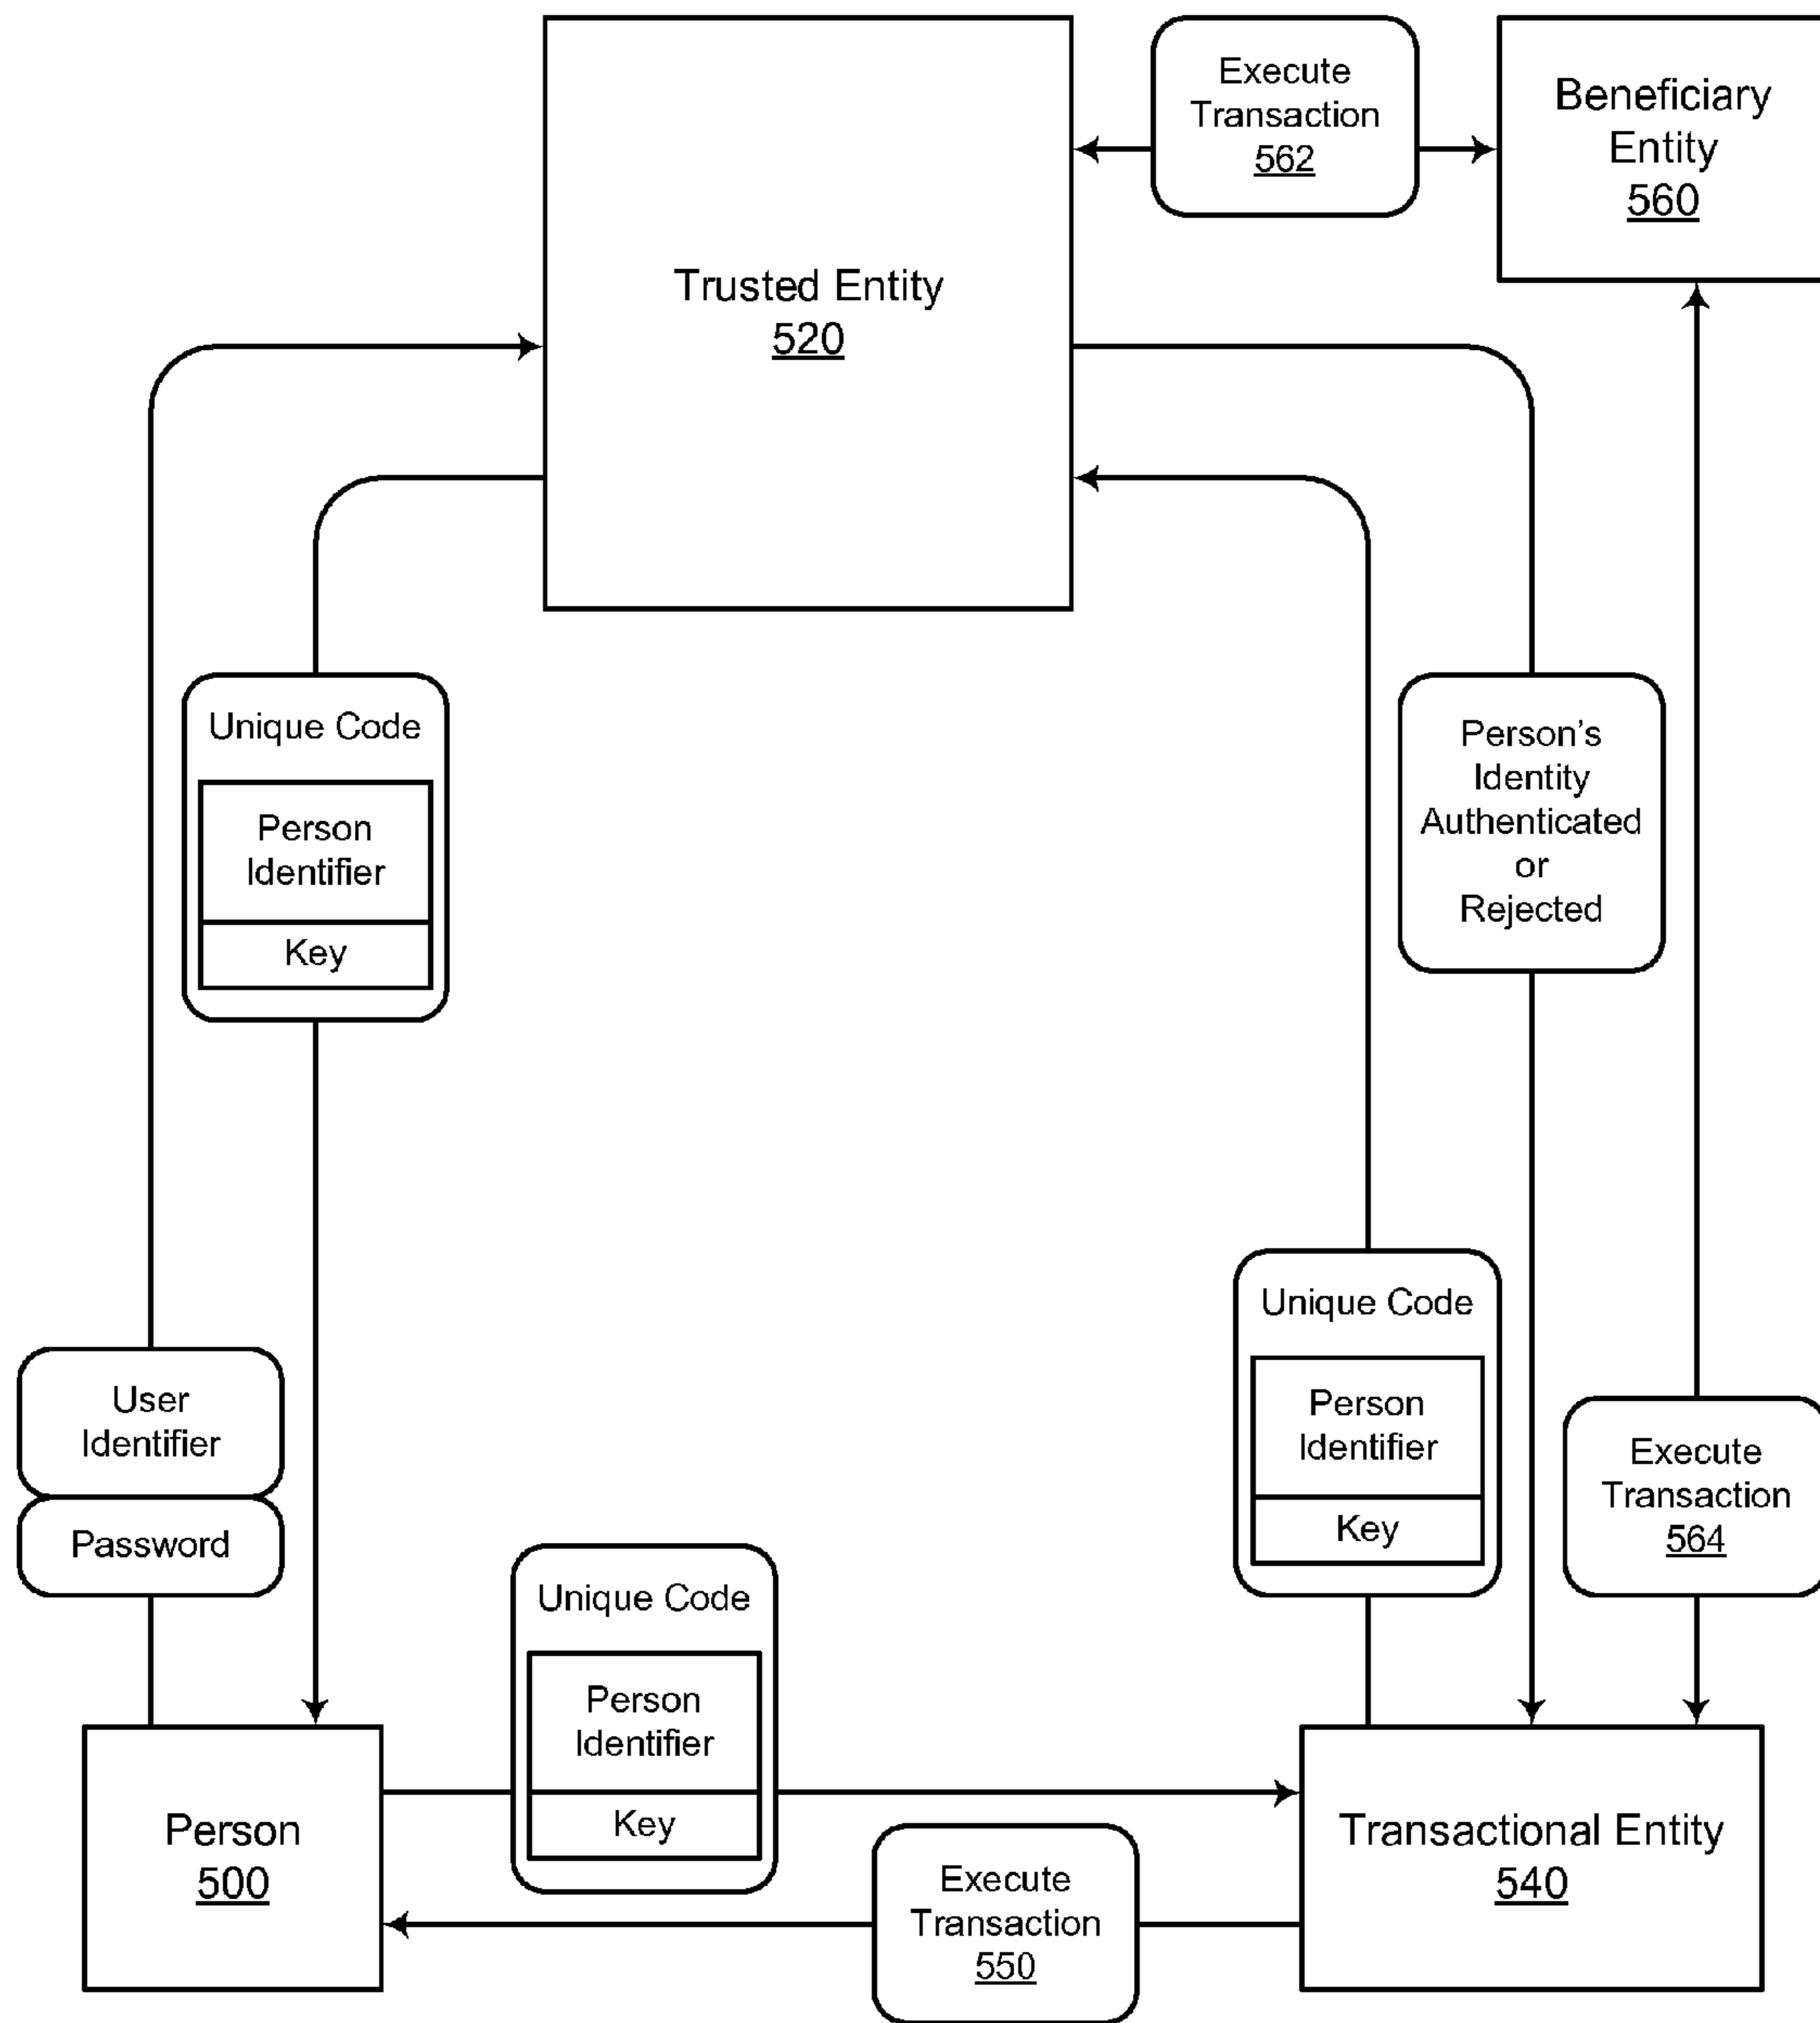 Execute
Transaction
562
Beneficiary
Entity
560
Trusted Entity
520
Unique Code
Person
Identifier
Key
Person's
Identity
Authenticated
or
Rejected
Unique Code
Person
Identifier
Key
User
Identifier
Password
Execute
Transaction
564
Unique Code
Person
Identifier
Key
Person
500
Execute
Transaction
550
Transactional Entity
540